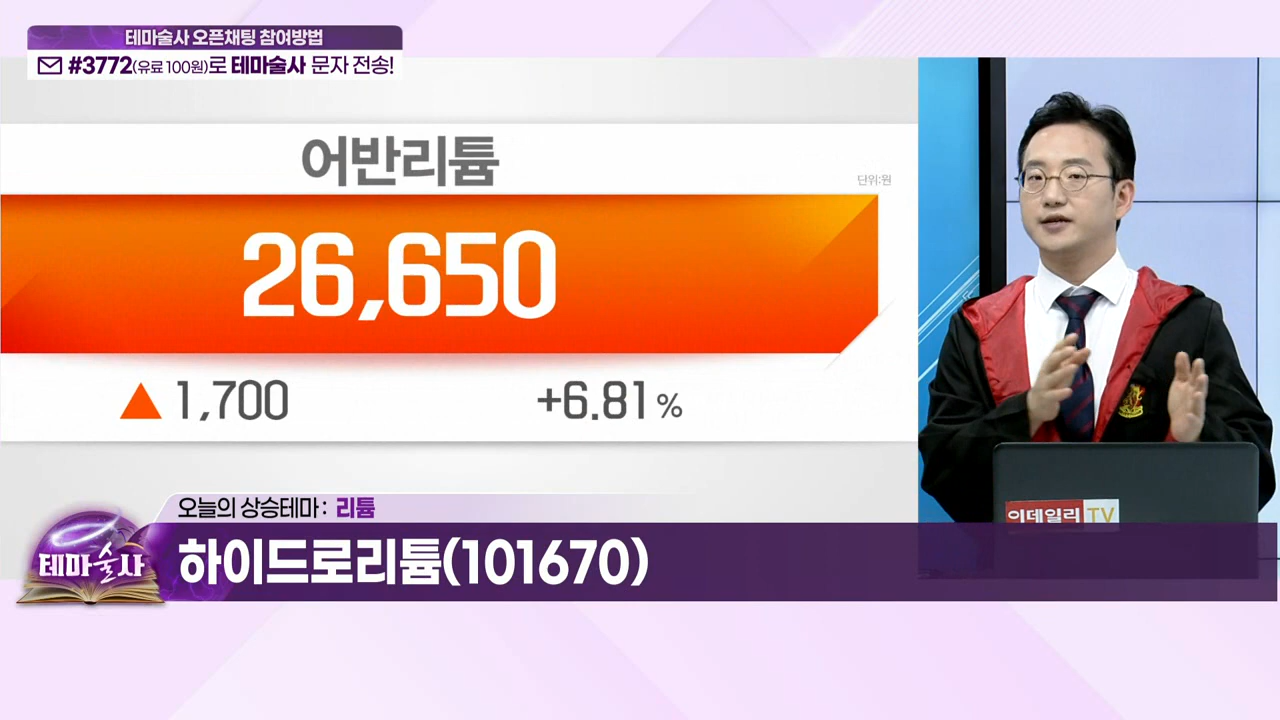 테마술사 오픈채팅 참여방법
#3772(유료 100원)로 테마술사 문자 전송!
어반리튬
단위:원
26,650
▲ 1,700 +6.81 %
이데일리 TV
오늘의 상승테마 : 리튬
테마술사
하이드로리튬(101670)